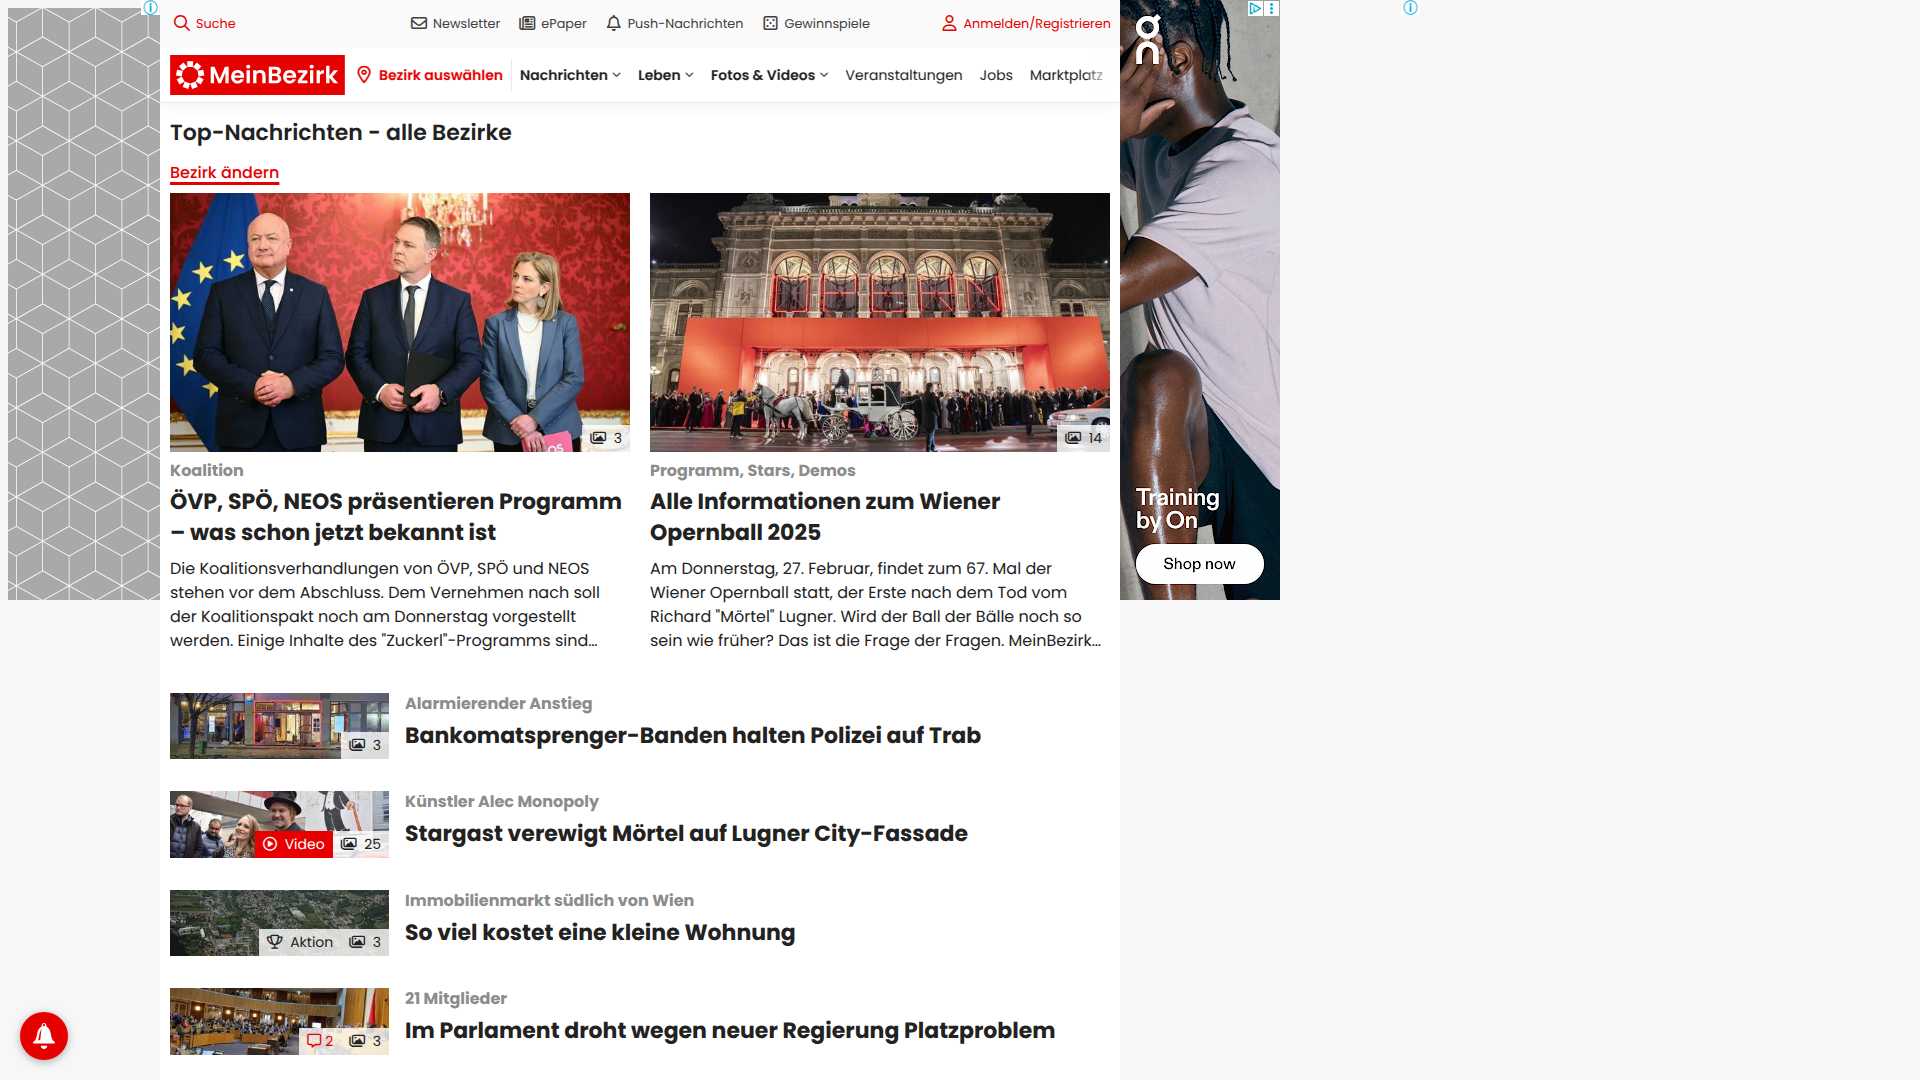 Suche
Newsletter
ePaper
Push-Nachrichten
Gewinnspiele
Anmelden/Registrieren
MeinBezirk
Bezirk auswählen
Nachrichten
Leben
Fotos & Videos
Veranstaltungen
Jobs
Marktplatz
Top-Nachrichten - alle Bezirke
Bezirk ändern
3
Koalition
ÖVP, SPÖ, NEOS präsentieren Programm
– was schon jetzt bekannt ist
Die Koalitionsverhandlungen von ÖVP, SPÖ und NEOS
stehen vor dem Abschluss. Dem Vernehmen nach soll
der Koalitionspakt noch am Donnerstag vorgestellt
werden. Einige Inhalte des "Zuckerl"-Programms sind...
14
Programm, Stars, Demos
Alle Informationen zum Wiener
Opernball 2025
Am Donnerstag, 27. Februar, findet zum 67. Mal der
Wiener Opernball statt, der Erste nach dem Tod vom
Richard "Mörtel" Lugner. Wird der Ball der Bälle noch so
sein wie früher? Das ist die Frage der Fragen. MeinBezirk...
3
Alarmierender Anstieg
Bankomatsprenger-Banden halten Polizei auf Trab
Video 25
Künstler Alec Monopoly
Stargast verewigt Mörtel auf Lugner City-Fassade
Aktion 3
Immobilienmarkt südlich von Wien
So viel kostet eine kleine Wohnung
2 3
21 Mitglieder
Im Parlament droht wegen neuer Regierung Platzproblem
on
Training
by On
Shop now